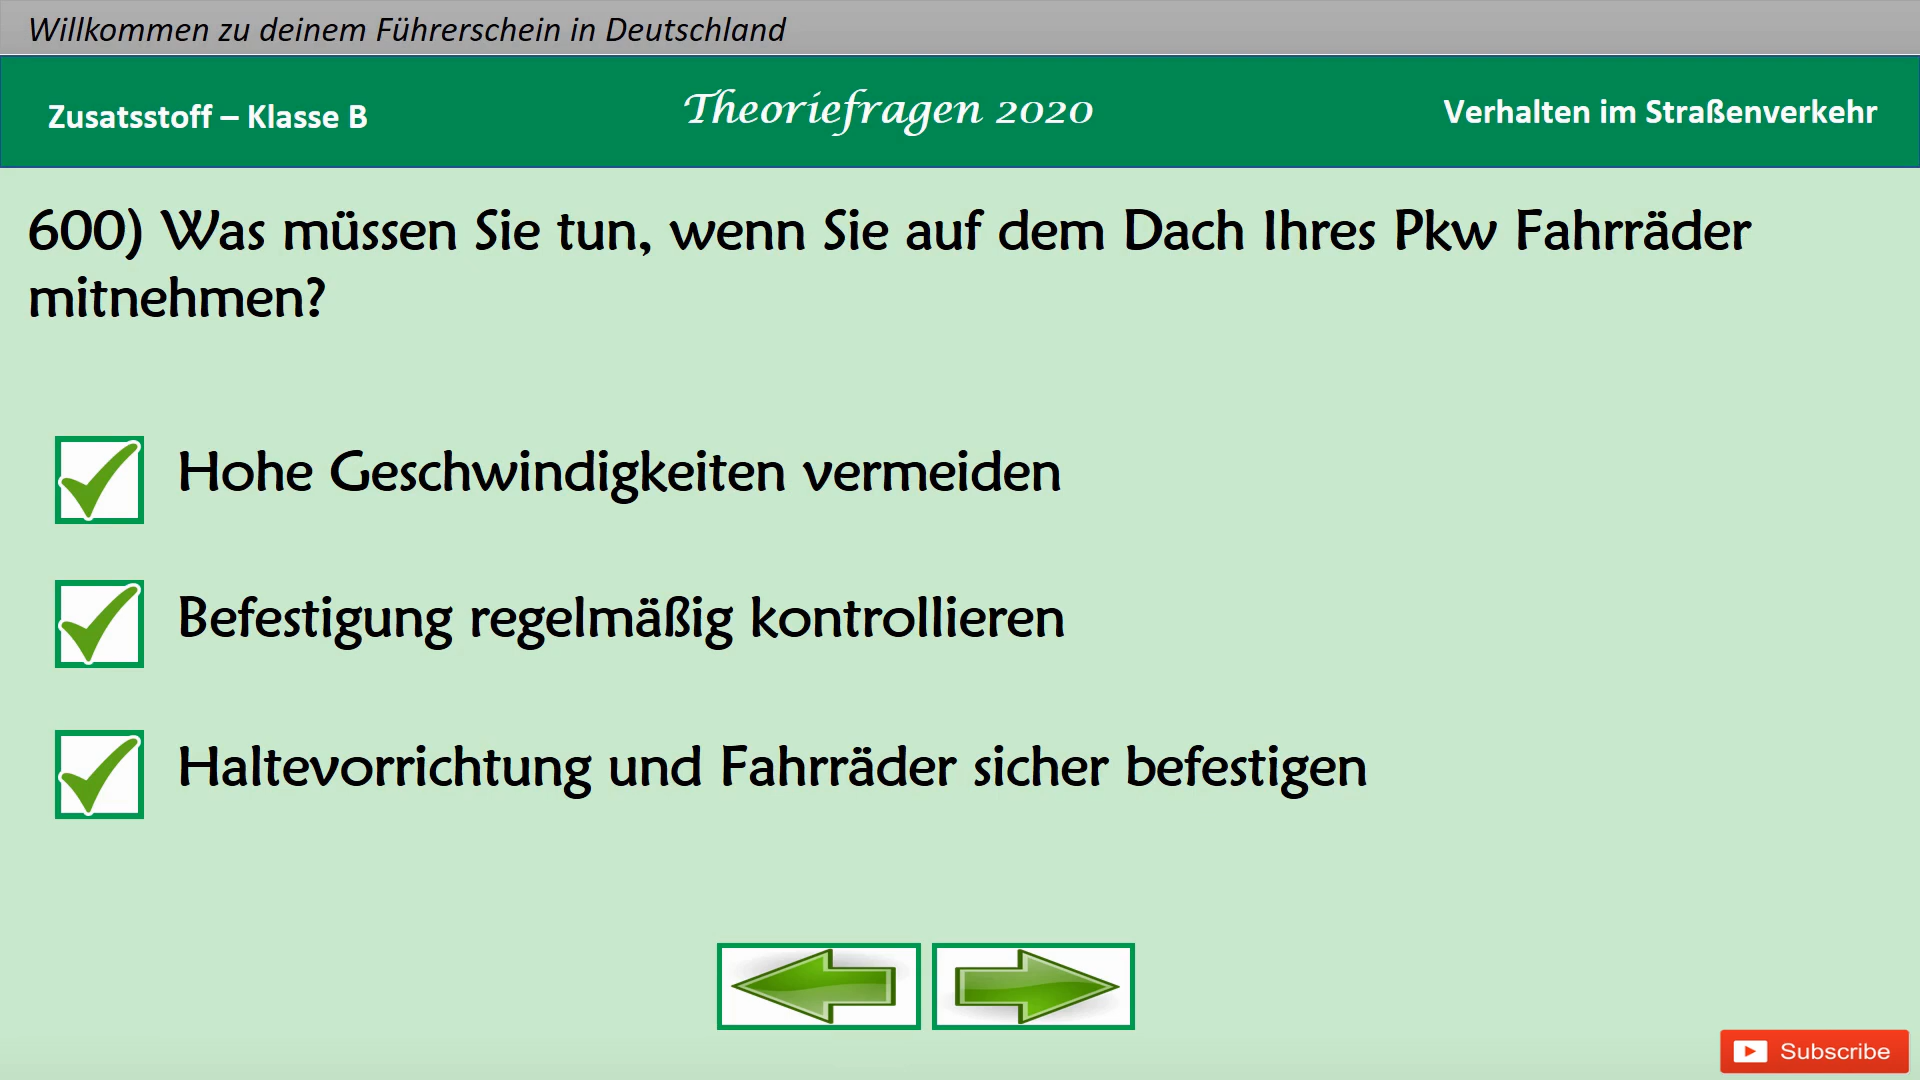 Willkommen zu deinem Führerschein in Deutschland
Zusatsstoff – Klasse B
Theoriefragen 2020
Verhalten im Straßenverkehr
600) Was müssen Sie tun, wenn Sie auf dem Dach Ihres Pkw Fahrräder
mitnehmen?
Hohe Geschwindigkeiten vermeiden
Befestigung regelmäßig kontrollieren
Haltevorrichtung und Fahrräder sicher befestigen
Subscribe